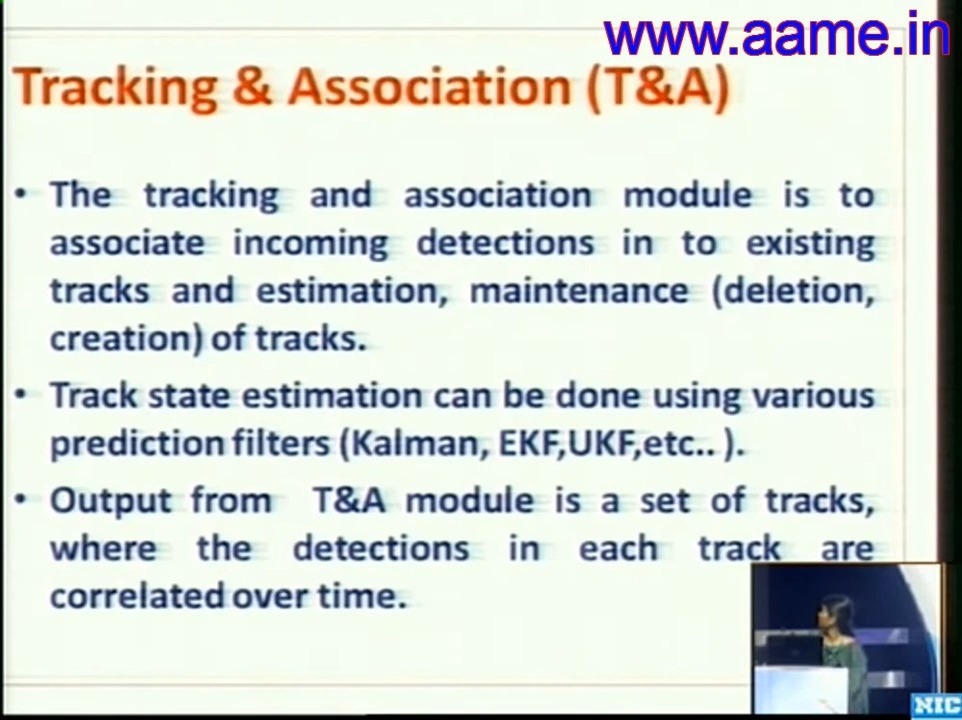 www.aame.in
Tracking & Association (T&A)
• The tracking and association module is to
associate incoming detections in to existing
tracks and estimation, maintenance (deletion,
creation) of tracks.
• Track state estimation can be done using various
prediction filters (Kalman, EKF,UKF,etc.. ).
• Output from T&A module is a set of tracks,
where the detections in each track are
correlated over time.
NIC